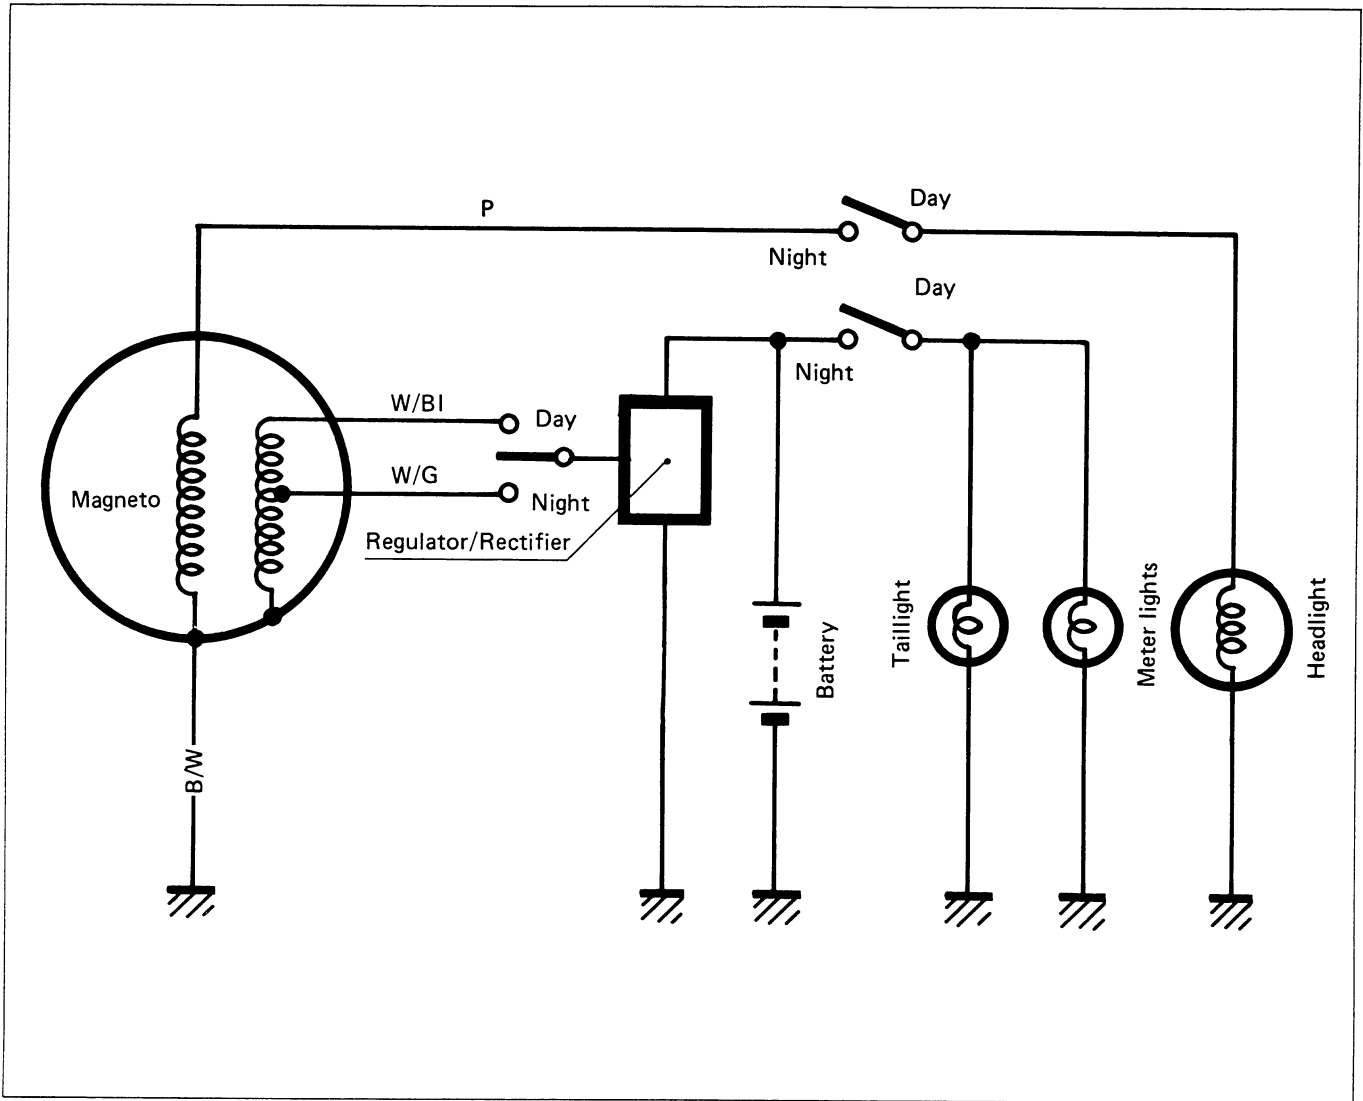 P
Day
Night
Day
Night
W/Bl
Day
W/G
Night
Magneto
Regulator/Rectifier
Battery
Taillight
Meter lights
Headlight
B/W